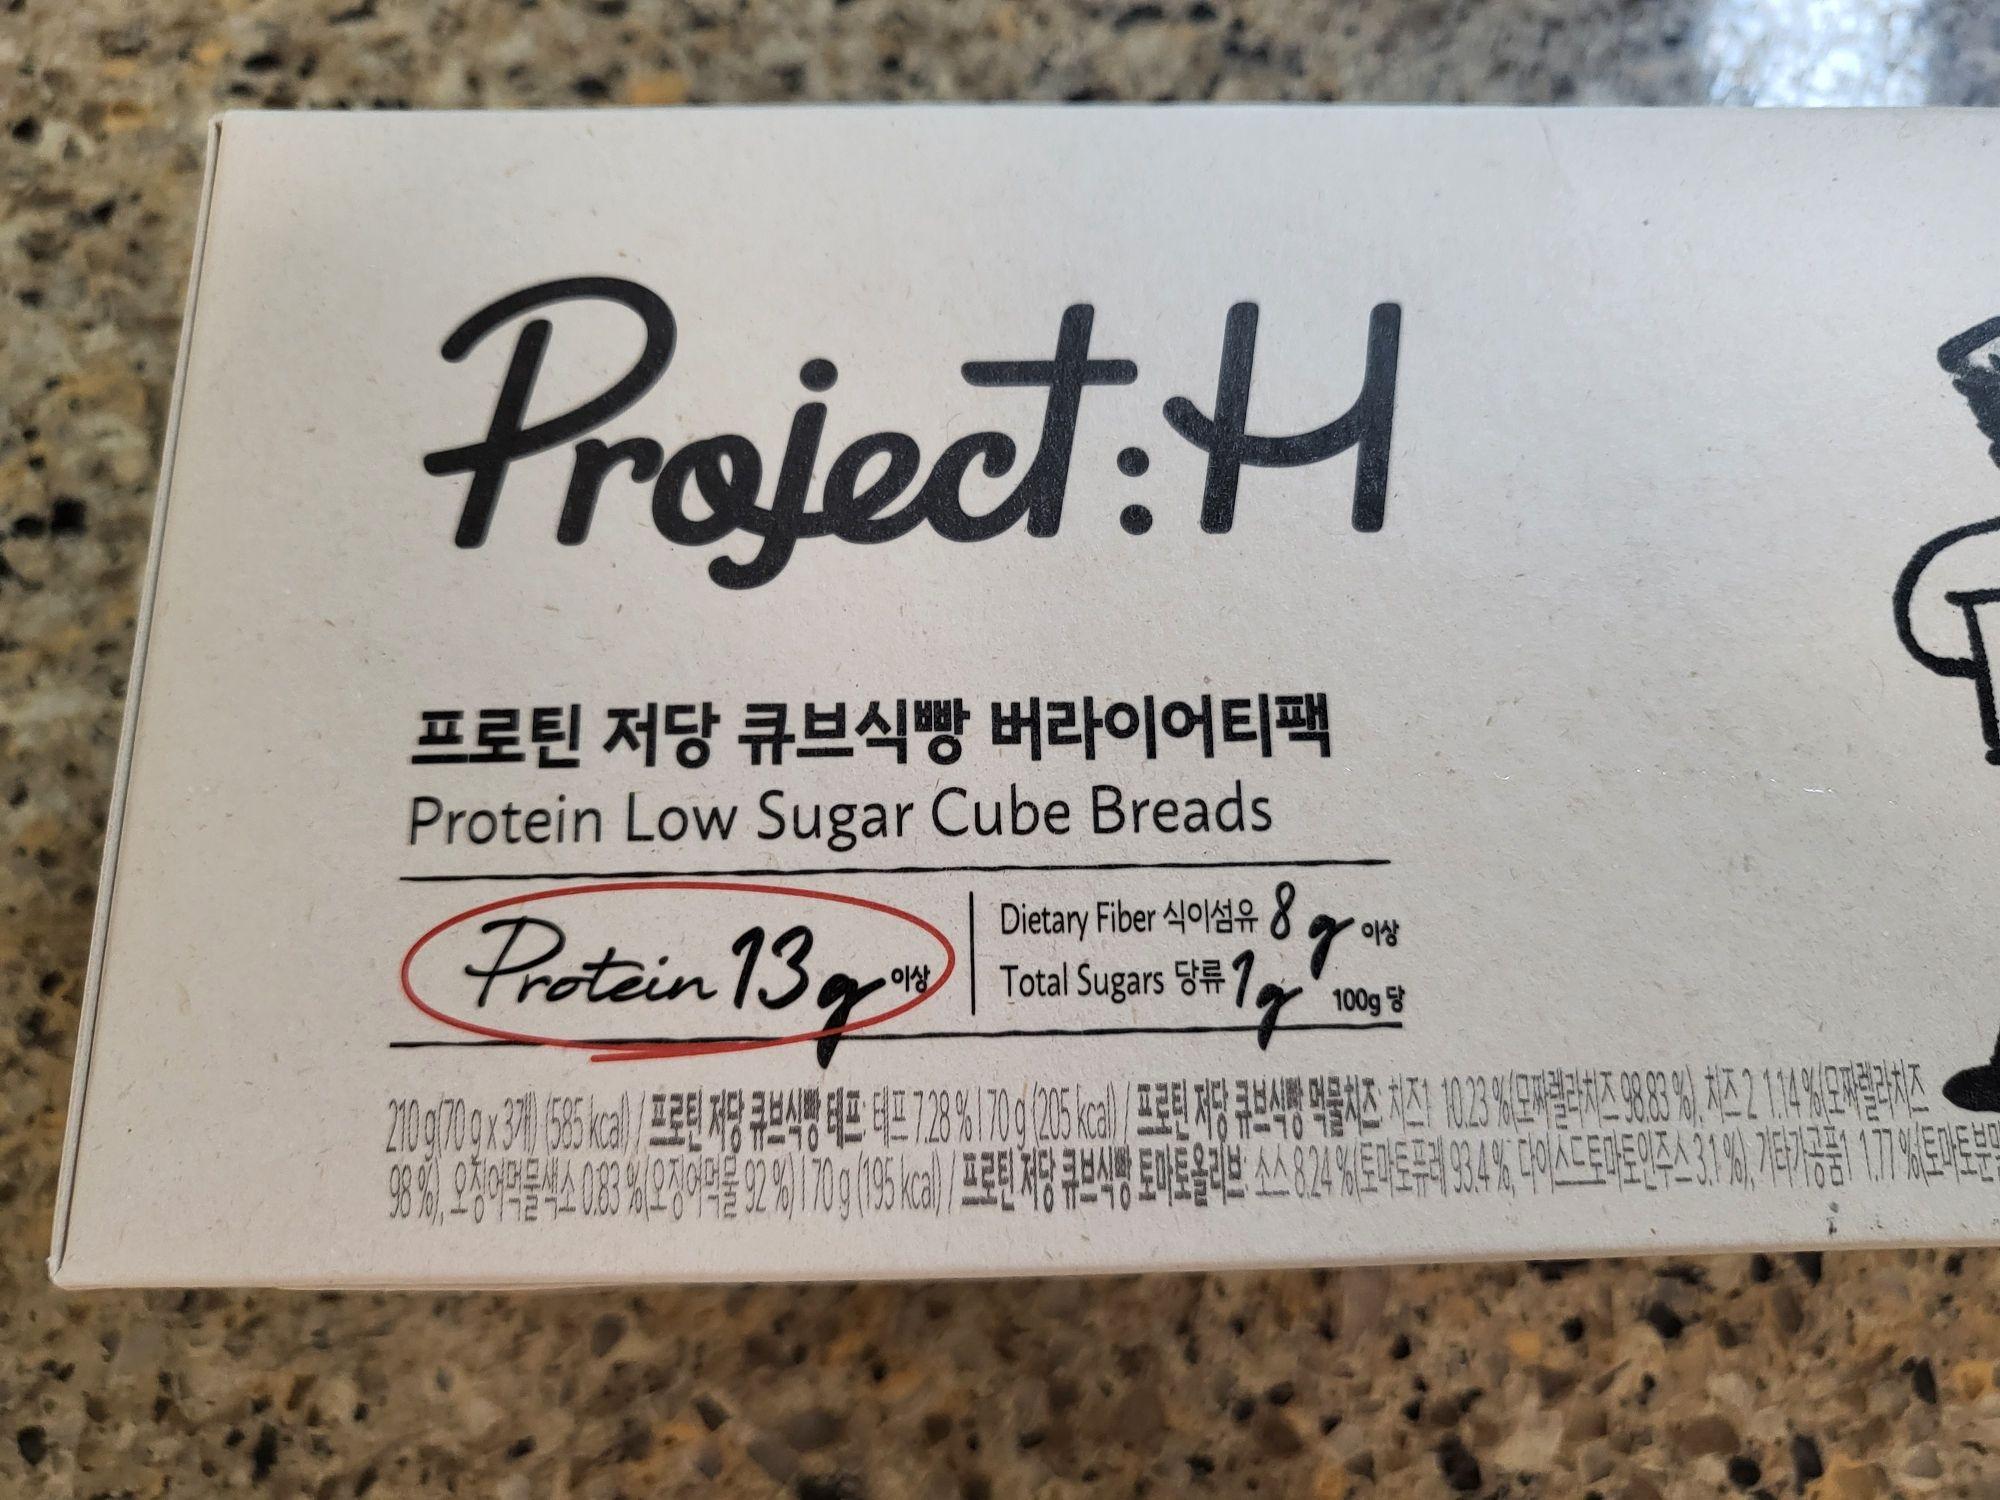 Project:H
프로틴 저당 큐브식빵 버라이어티팩
Protein Low Sugar Cube Breads
Protein 13g 이상
Dietary Fiber 식이섬유 8g 이상
Total Sugars 당류 1g 100g 당
210 g(70 g x 3개) (585 kcal) / 프로틴 저당 큐브식빵 테프: 테프 7.28 % | 70 g (205 kcal) / 프로틴 저당 큐브식빵 먹물치즈: 치즈1 10.23 %(모짜렐라치즈 98.83 %), 치즈2 1.14 %(모짜렐라치즈
98 %), 오징어먹물색소 0.83 %(오징어먹물 92 %) | 70 g (195 kcal) / 프로틴 저당 큐브식빵 토마토올리브: 소스 8.24 %(토마토퓨레 93.4 %, 다이스드토마토인주스 3.1 %), 기타가공품1 1.77 %(토마토분말